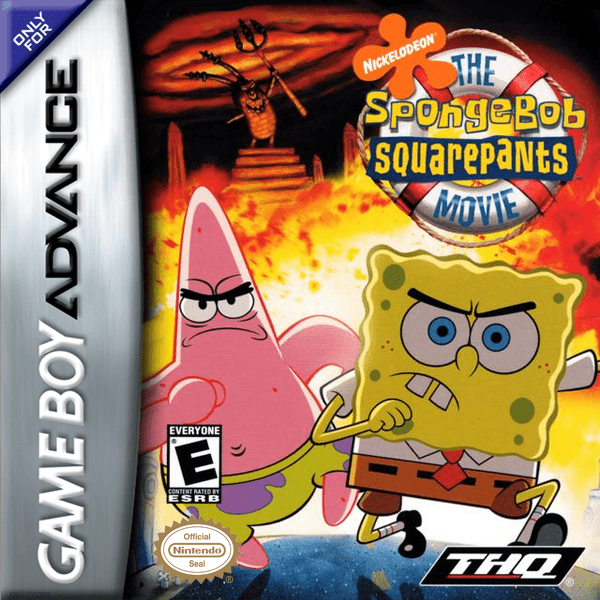 ONLY
FOR
GAME BOY ADVANCE
NICKELODEON
THE
SpongeBob
SQUAREPANTS
MOVIE
EVERYONE
E
CONTENT RATED BY
ESRB
Official
Nintendo
Seal
THQ